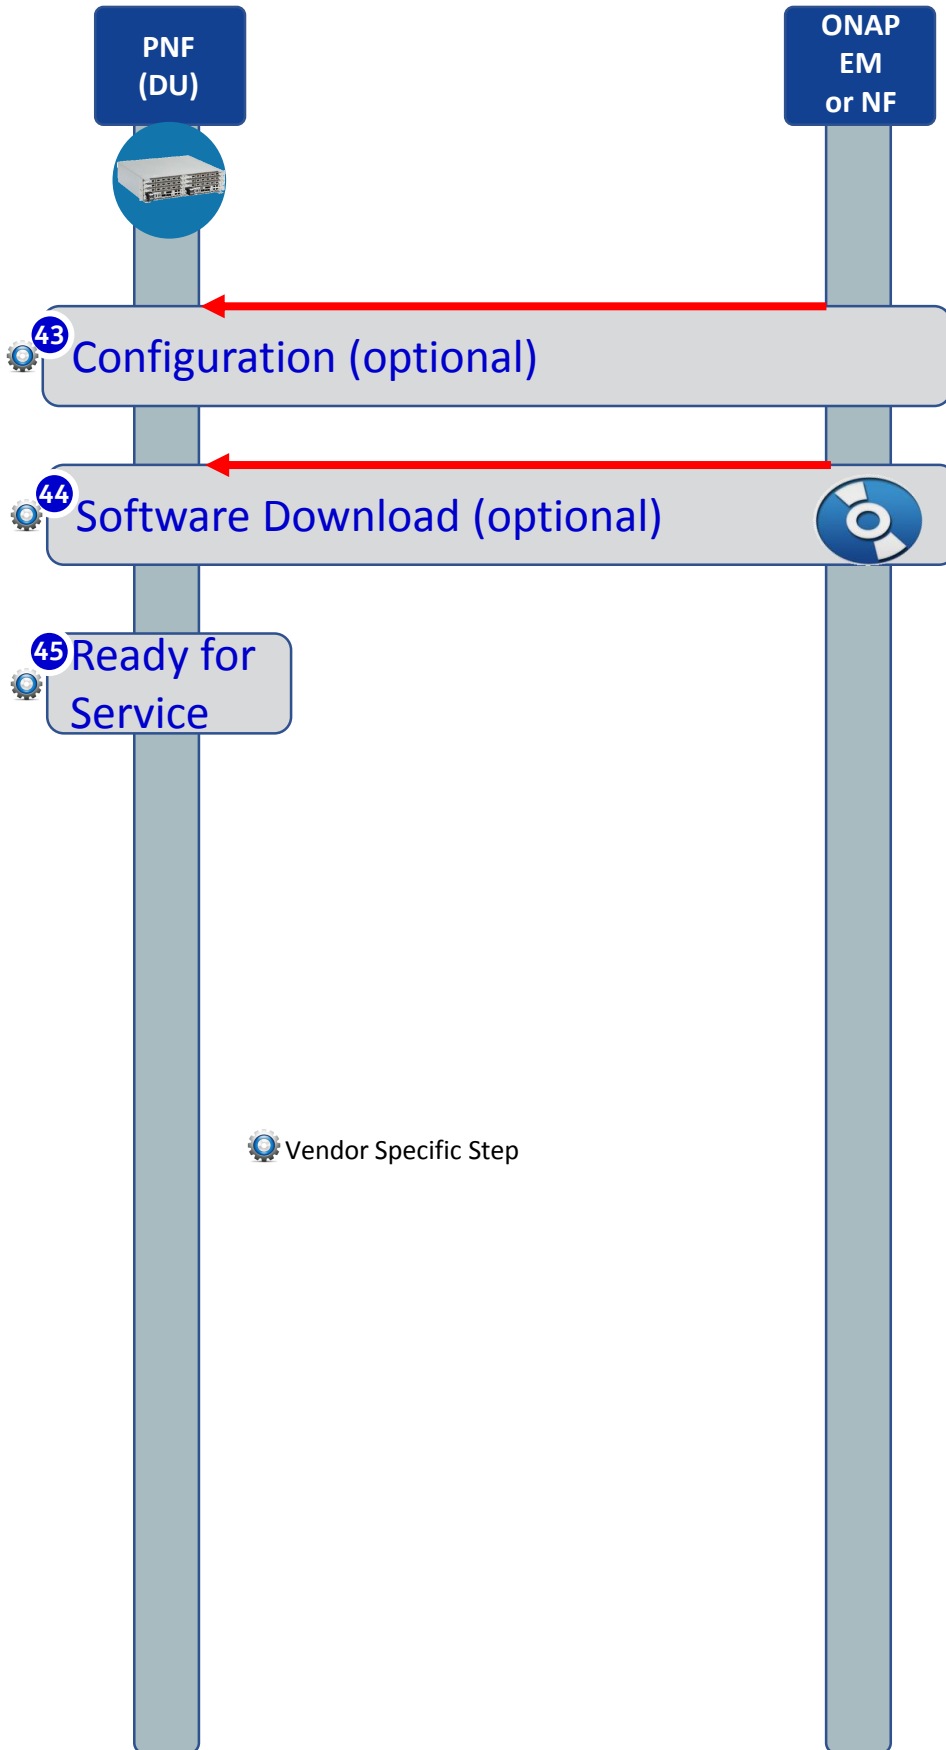 PNF
(DU)
ONAP
EM
or NF
43
Configuration (optional)
44
Software Download (optional)
45
Ready for
Service
Vendor Specific Step